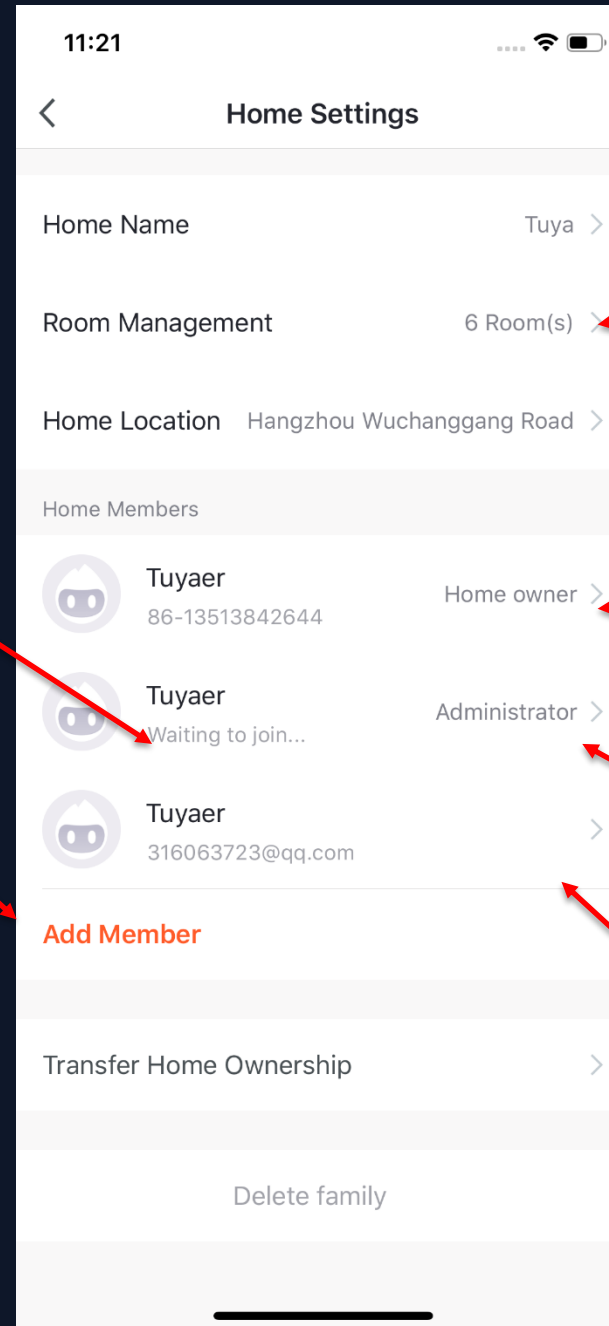 11:21
Home Settings
Home Name Tuya
Room Management 6 Room(s)
Home Location Hangzhou Wuchanggang Road
Home Members
Tuyaer
86-13513842644 Home owner
Tuyaer
Waiting to join... Administrator
Tuyaer
316063723@qq.com
Add Member
Transfer Home Ownership
Delete family